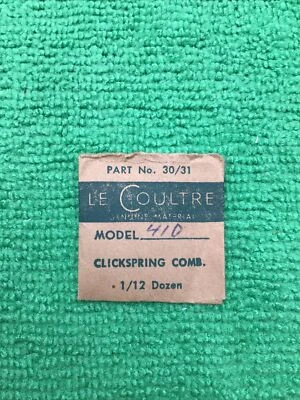 PART No. 30/31
LE COULTRE
GENUINE MATERIAL
MODEL 410
CLICKSPRING COMB.
1/12 Dozen